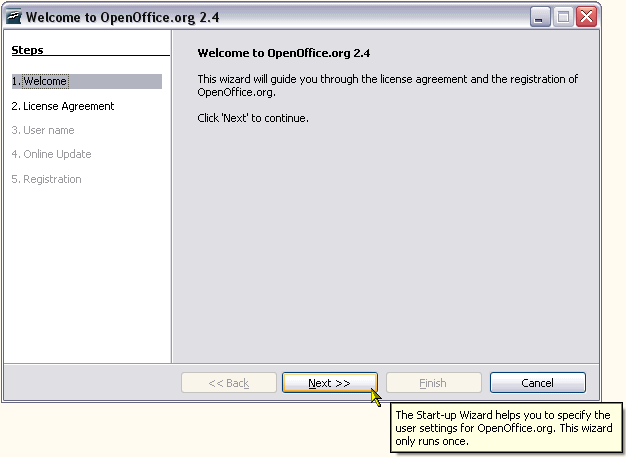 Welcome to OpenOffice.org 2.4
Steps
1. Welcome
2. License Agreement
3. User name
4. Online Update
5. Registration
Welcome to OpenOffice.org 2.4
This wizard will guide you through the license agreement and the registration of
OpenOffice.org.
Click 'Next' to continue.
<< Back
Next >>
Finish
Cancel
The Start-up Wizard helps you to specify the
user settings for OpenOffice.org. This wizard
only runs once.